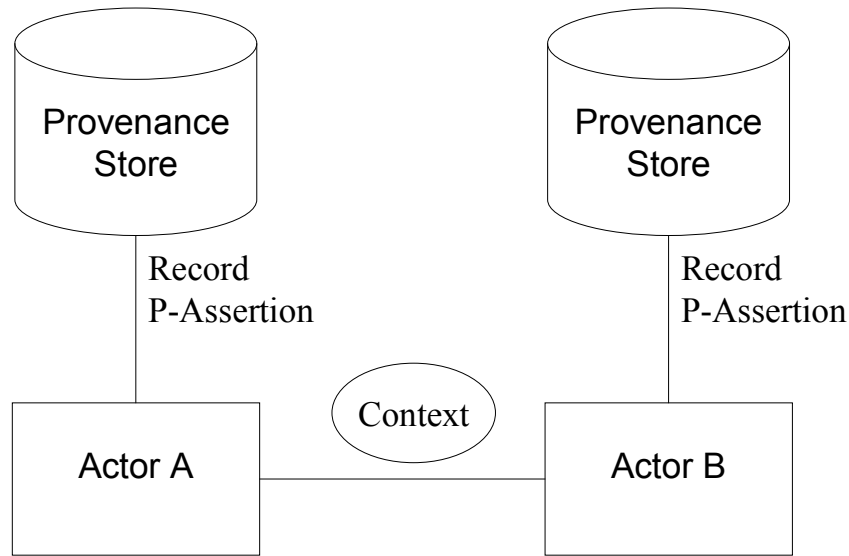 Provenance
Store
Provenance
Store
Record
P-Assertion
Record
P-Assertion
Context
Actor A
Actor B